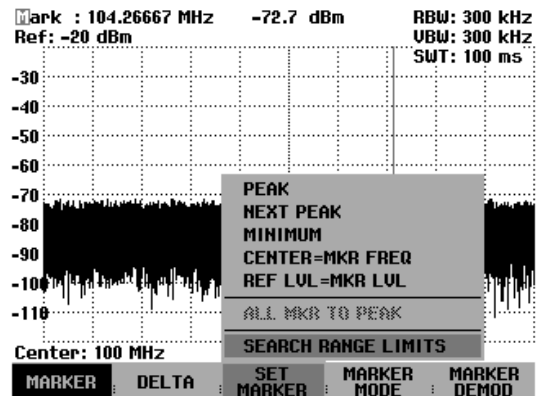 Mark : 104.26667 MHz -72.7 dBm RBW: 300 kHz
Ref: -20 dBm VBW: 300 kHz
SWT: 100 ms
-30
-40
-50
-60
-70
-80
-90
-100
-110
PEAK
NEXT PEAK
MINIMUM
CENTER=MKR FREQ
REF LVL=MKR LVL
ALL MKR TO PEAK
SEARCH RANGE LIMITS
Center: 100 MHz
MARKER DELTA SET MARKER MARKER MODE MARKER DEMOD